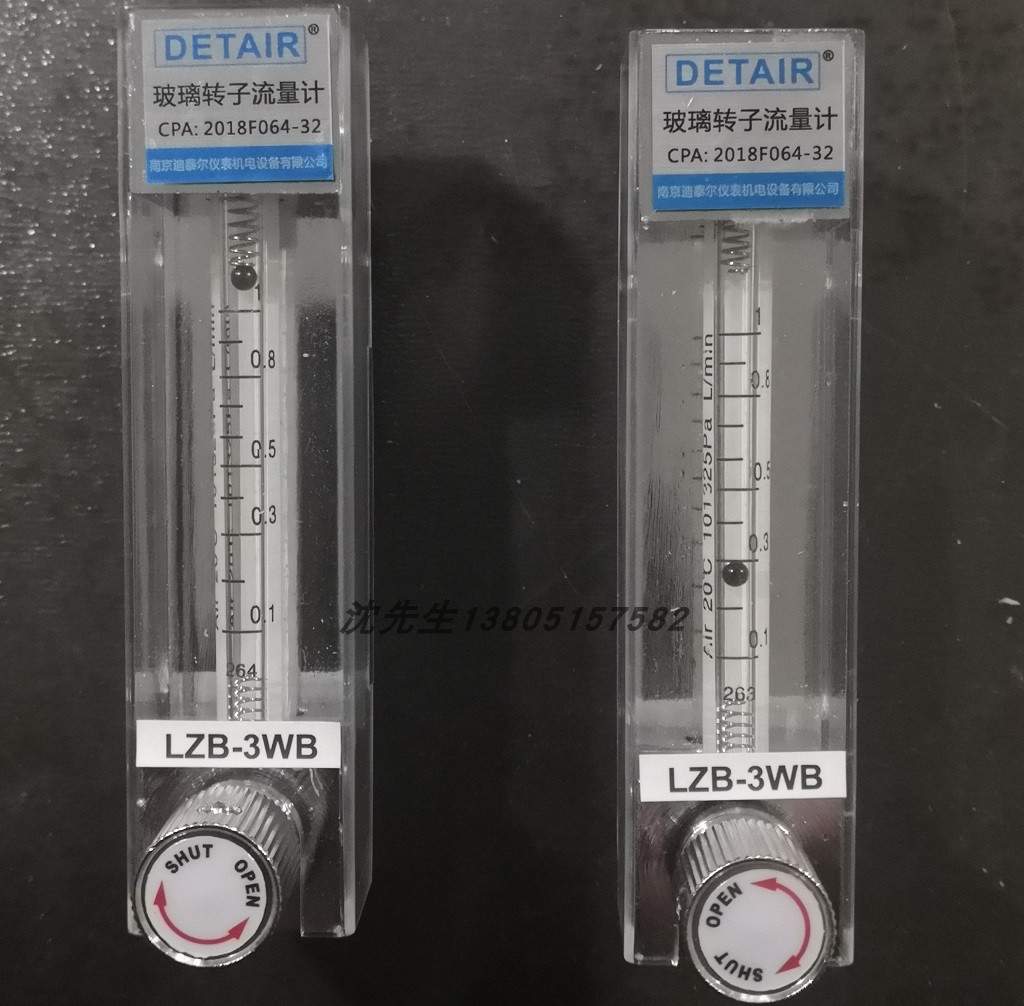 DETAIR®
玻璃转子流量计
CPA: 2018F064-32
南京迪泰尔仪表机电设备有限公司
1
0.8
0.5
0.3
0.1
264
LZB-3WB
SHUT OPEN
DETAIR®
玻璃转子流量计
CPA: 2018F064-32
南京迪泰尔仪表机电设备有限公司
1
0.8
0.5
0.3
0.1
Air 20℃ 101325Pa L/min
263
LZB-3WB
OPEN
SHUT
沈先生13805157582